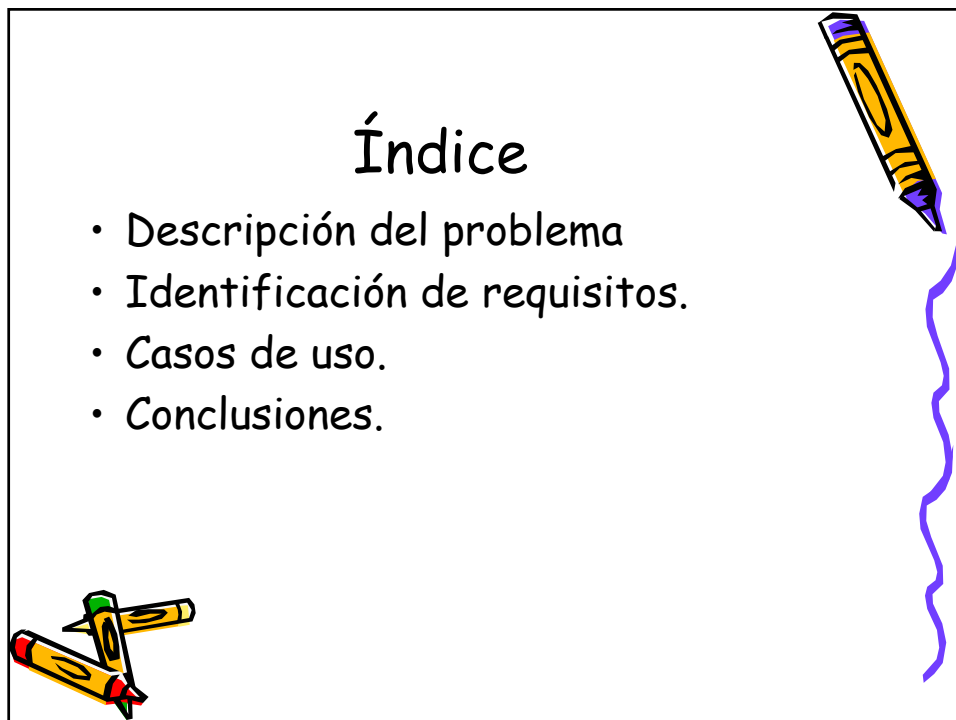 Índice
• Descripción del problema
• Identificación de requisitos.
• Casos de uso.
• Conclusiones.